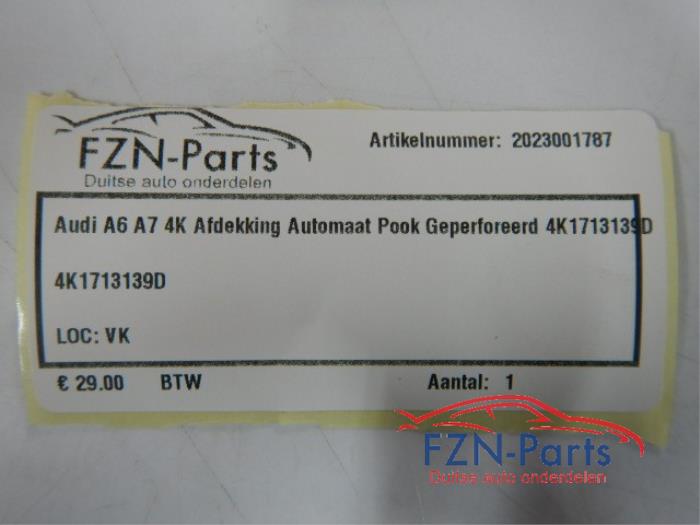 FZN-Parts
Duitse auto onderdelen
Artikelnummer: 2023001787
Audi A6 A7 4K Afdekking Automaat Pook Geperforeerd 4K1713139D
4K1713139D
LOC: VK
€ 29.00 BTW Aantal: 1
FZN-Parts
Duitse auto onderdelen